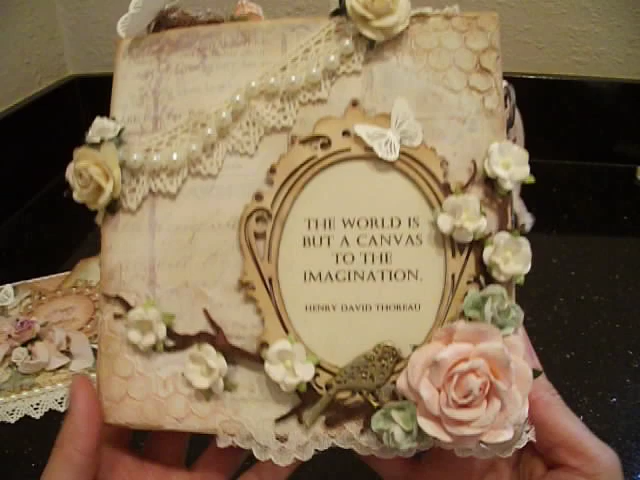 THE WORLD IS
BUT A CANVAS
TO THE
IMAGINATION.
HENRY DAVID THOREAU